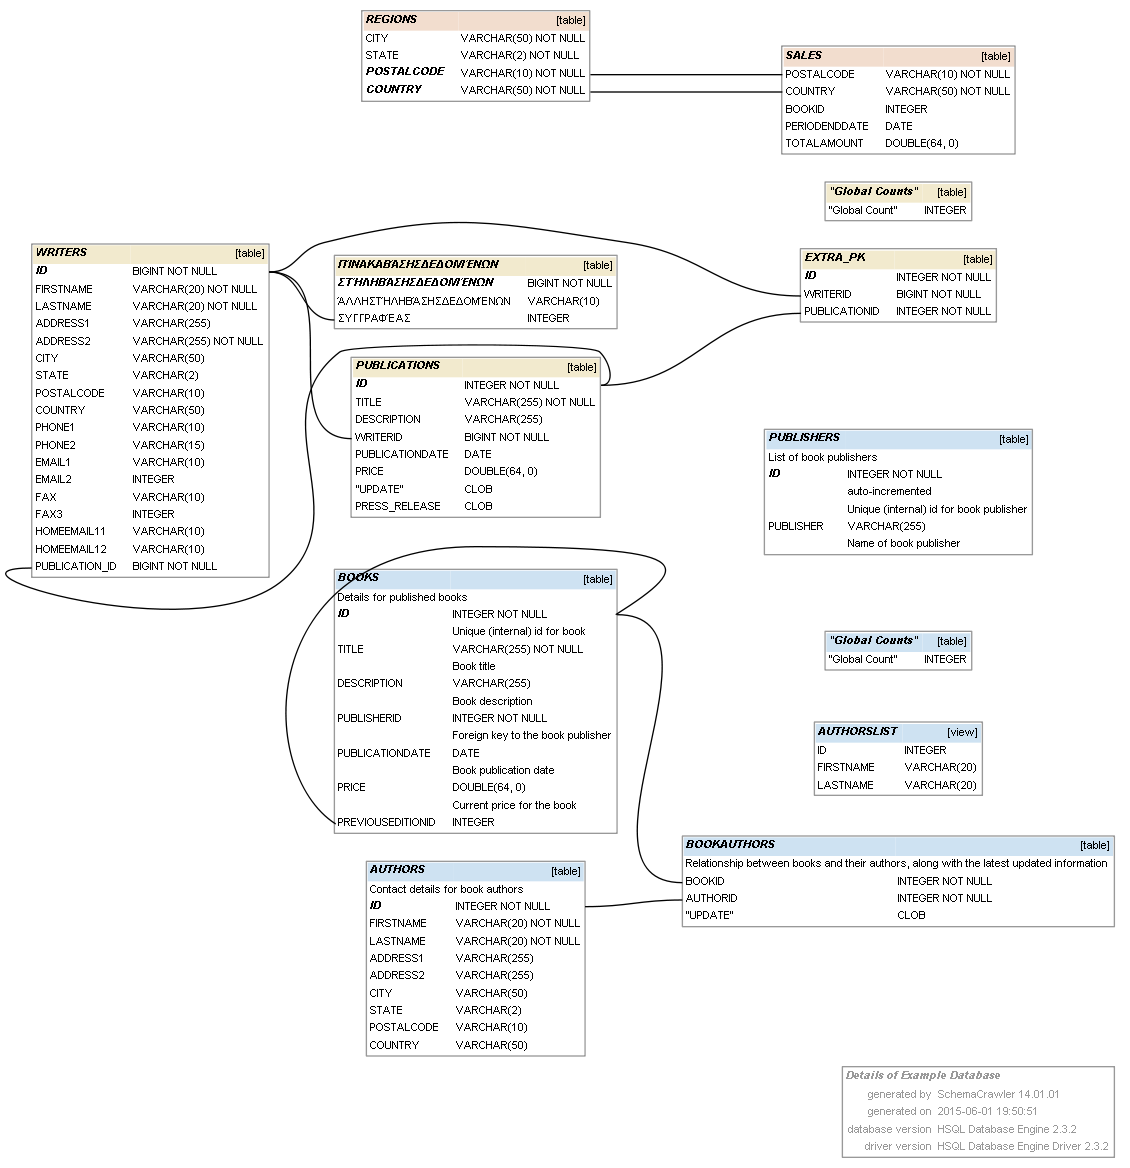 REGIONS [table]
CITY VARCHAR(50) NOT NULL
STATE VARCHAR(2) NOT NULL
POSTALCODE VARCHAR(10) NOT NULL
COUNTRY VARCHAR(50) NOT NULL
SALES [table]
POSTALCODE VARCHAR(10) NOT NULL
COUNTRY VARCHAR(50) NOT NULL
BOOKID INTEGER
PERIODENDDATE DATE
TOTALAMOUNT DOUBLE(64, 0)
"Global Counts" [table]
"Global Count" INTEGER
WRITERS [table]
ID BIGINT NOT NULL
FIRSTNAME VARCHAR(20) NOT NULL
LASTNAME VARCHAR(20) NOT NULL
ADDRESS1 VARCHAR(255)
ADDRESS2 VARCHAR(255) NOT NULL
CITY VARCHAR(50)
STATE VARCHAR(2)
POSTALCODE VARCHAR(10)
COUNTRY VARCHAR(50)
PHONE1 VARCHAR(10)
PHONE2 VARCHAR(15)
EMAIL1 VARCHAR(10)
EMAIL2 INTEGER
FAX VARCHAR(10)
FAX3 INTEGER
HOMEEMAIL11 VARCHAR(10)
HOMEEMAIL12 VARCHAR(10)
PUBLICATION_ID BIGINT NOT NULL
ΠΊΝΑΚΑΒΆΣΗΣΔΕΔΟΜΈΝΩΝ [table]
ΣΤΉΛΗΒΆΣΗΣΔΕΔΟΜΈΝΩΝ BIGINT NOT NULL
ΆΛΛΗΣΤΉΛΗΒΆΣΗΣΔΕΔΟΜΈΝΩΝ VARCHAR(10)
ΣΥΓΓΡΑΦΈΑΣ INTEGER
EXTRA_PK [table]
ID INTEGER NOT NULL
WRITERID BIGINT NOT NULL
PUBLICATIONID INTEGER NOT NULL
PUBLICATIONS [table]
ID INTEGER NOT NULL
TITLE VARCHAR(255) NOT NULL
DESCRIPTION VARCHAR(255)
WRITERID BIGINT NOT NULL
PUBLICATIONDATE DATE
PRICE DOUBLE(64, 0)
"UPDATE" CLOB
PRESS_RELEASE CLOB
PUBLISHERS [table]
List of book publishers
ID INTEGER NOT NULL
auto-incremented
Unique (internal) id for book publisher
PUBLISHER VARCHAR(255)
Name of book publisher
BOOKS [table]
Details for published books
ID INTEGER NOT NULL
Unique (internal) id for book
TITLE VARCHAR(255) NOT NULL
Book title
DESCRIPTION VARCHAR(255)
Book description
PUBLISHERID INTEGER NOT NULL
Foreign key to the book publisher
PUBLICATIONDATE DATE
Book publication date
PRICE DOUBLE(64, 0)
Current price for the book
PREVIOUSEDITIONID INTEGER
"Global Counts" [table]
"Global Count" INTEGER
AUTHORSLIST [view]
ID INTEGER
FIRSTNAME VARCHAR(20)
LASTNAME VARCHAR(20)
BOOKAUTHORS [table]
Relationship between books and their authors, along with the latest updated information
BOOKID INTEGER NOT NULL
AUTHORID INTEGER NOT NULL
"UPDATE" CLOB
AUTHORS [table]
Contact details for book authors
ID INTEGER NOT NULL
FIRSTNAME VARCHAR(20) NOT NULL
LASTNAME VARCHAR(20) NOT NULL
ADDRESS1 VARCHAR(255)
ADDRESS2 VARCHAR(255)
CITY VARCHAR(50)
STATE VARCHAR(2)
POSTALCODE VARCHAR(10)
COUNTRY VARCHAR(50)
Details of Example Database
generated by SchemaCrawler 14.01.01
generated on 2015-06-01 19:50:51
database version HSQL Database Engine 2.3.2
driver version HSQL Database Engine Driver 2.3.2